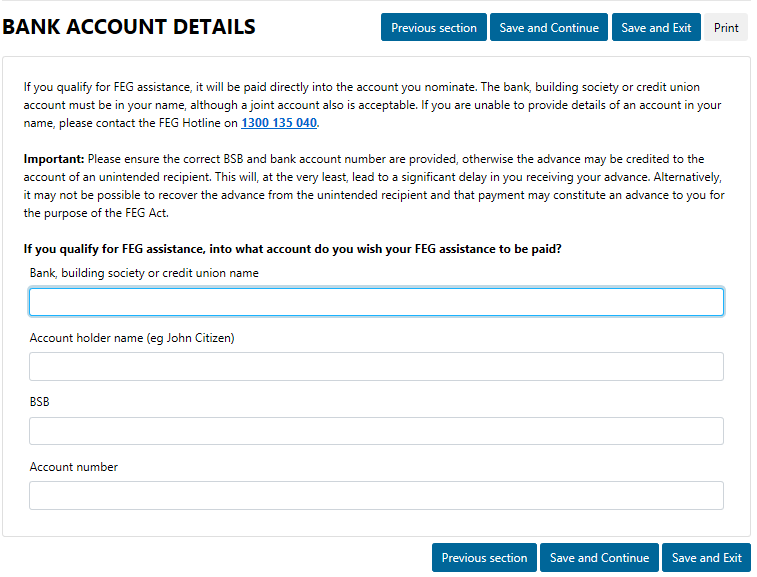 BANK ACCOUNT DETAILS
Previous section
Save and Continue
Save and Exit
Print
If you qualify for FEG assistance, it will be paid directly into the account you nominate. The bank, building society or credit union
account must be in your name, although a joint account also is acceptable. If you are unable to provide details of an account in your
name, please contact the FEG Hotline on 1300 135 040.
Important: Please ensure the correct BSB and bank account number are provided, otherwise the advance may be credited to the
account of an unintended recipient. This will, at the very least, lead to a significant delay in you receiving your advance. Alternatively,
it may not be possible to recover the advance from the unintended recipient and that payment may constitute an advance to you for
the purpose of the FEG Act.
If you qualify for FEG assistance, into what account do you wish your FEG assistance to be paid?
Bank, building society or credit union name
Account holder name (eg John Citizen)
BSB
Account number
Previous section
Save and Continue
Save and Exit